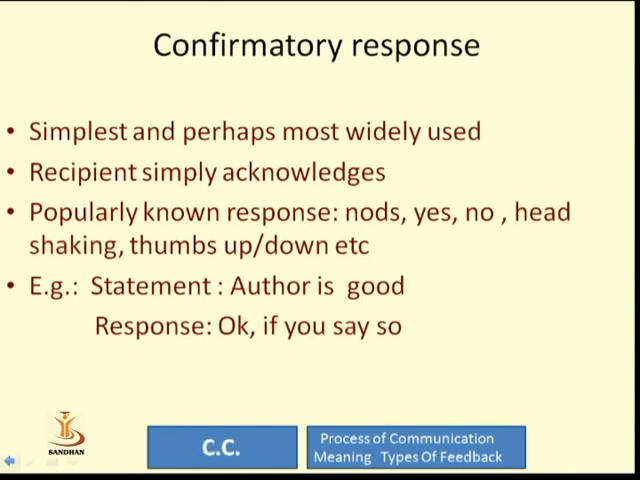 Confirmatory response
• Simplest and perhaps most widely used
• Recipient simply acknowledges
• Popularly known response: nods, yes, no , head
shaking, thumbs up/down etc
• E.g.: Statement : Author is good
Response: Ok, if you say so
SANDHAN
C.C.
Process of Communication
Meaning Types Of Feedback